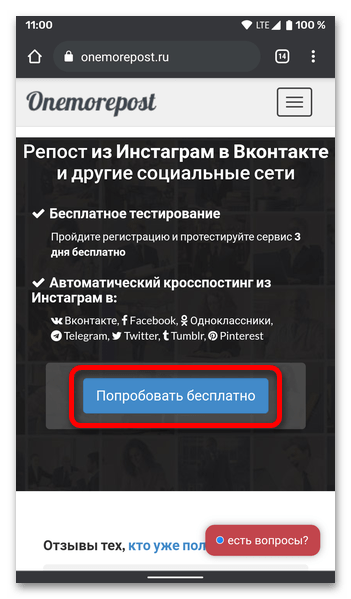 11:00 LTE 100 %
onemorepost.ru 14
Onemorepost
Репост из Инстаграм в Вконтакте
и другие социальные сети
Бесплатное тестирование
Пройдите регистрацию и протестируйте сервис 3
дня бесплатно
Автоматический кросспостинг из
Инстаграм в:
Вконтакте, Facebook, Одноклассники,
Telegram, Twitter, Tumblr, Pinterest
Попробовать бесплатно
есть вопросы?
Отзывы тех, кто уже пол